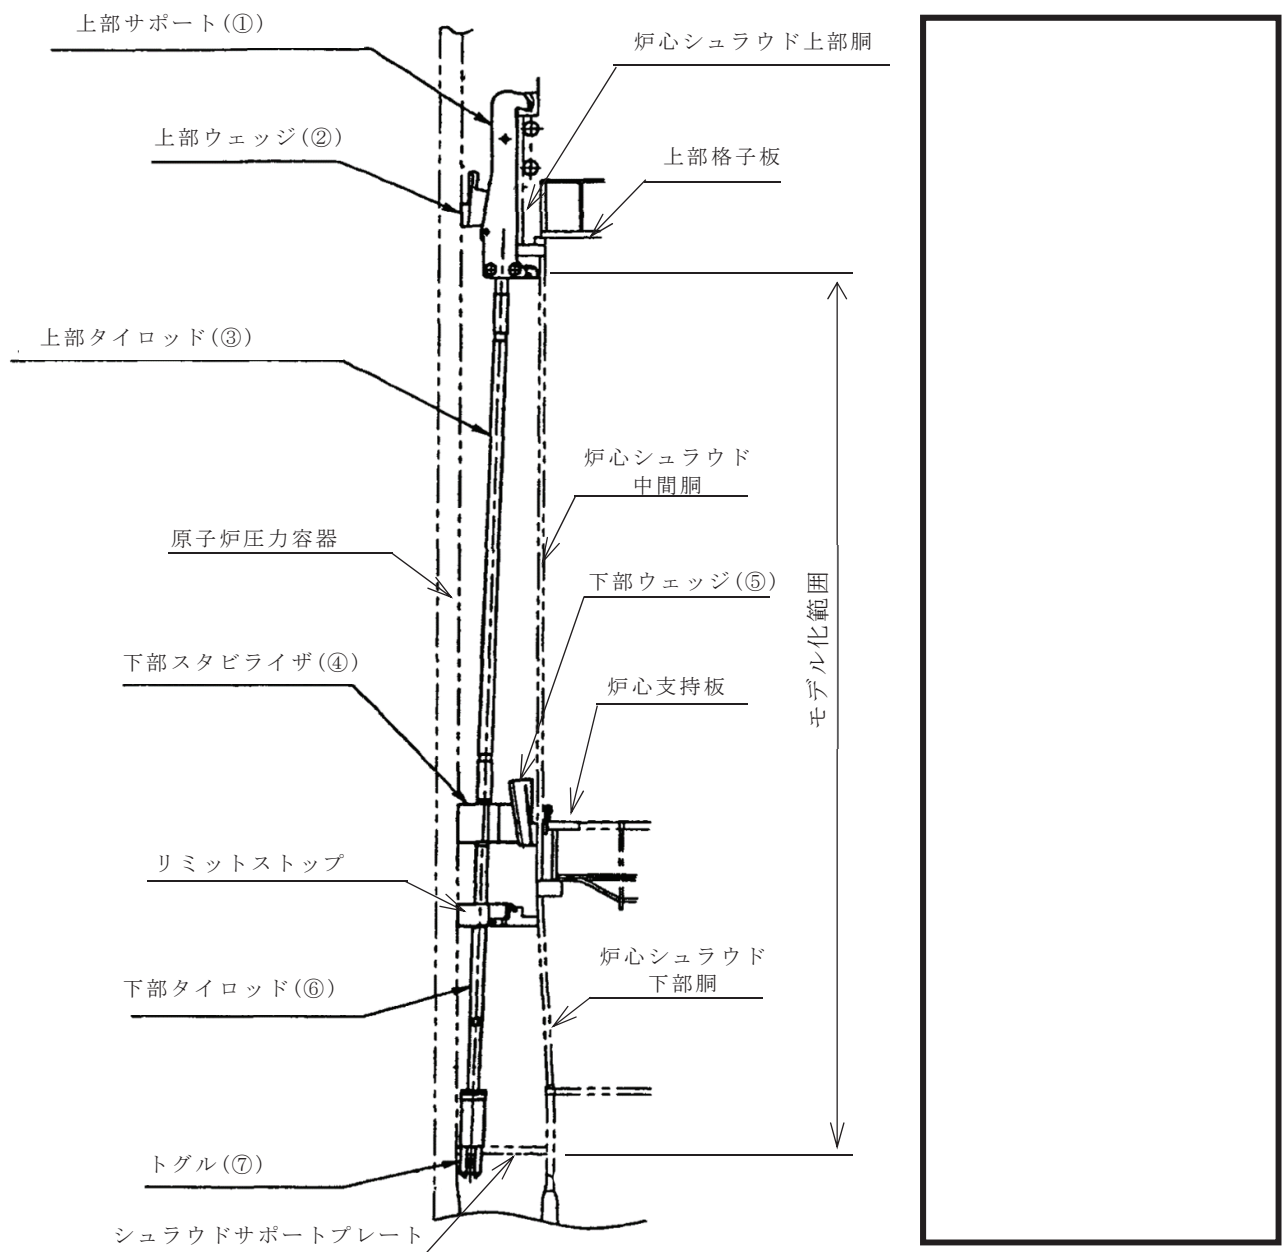 上部サポート(①)
炉心シュラウド上部胴
上部ウェッジ(②)
上部格子板
上部タイロッド(③)
炉心シュラウド
中間胴
原子炉圧力容器
下部ウェッジ(⑤)
モデル化範囲
下部スタビライザ(④)
炉心支持板
リミットストップ
炉心シュラウド
下部胴
下部タイロッド(⑥)
トグル(⑦)
シュラウドサポートプレート